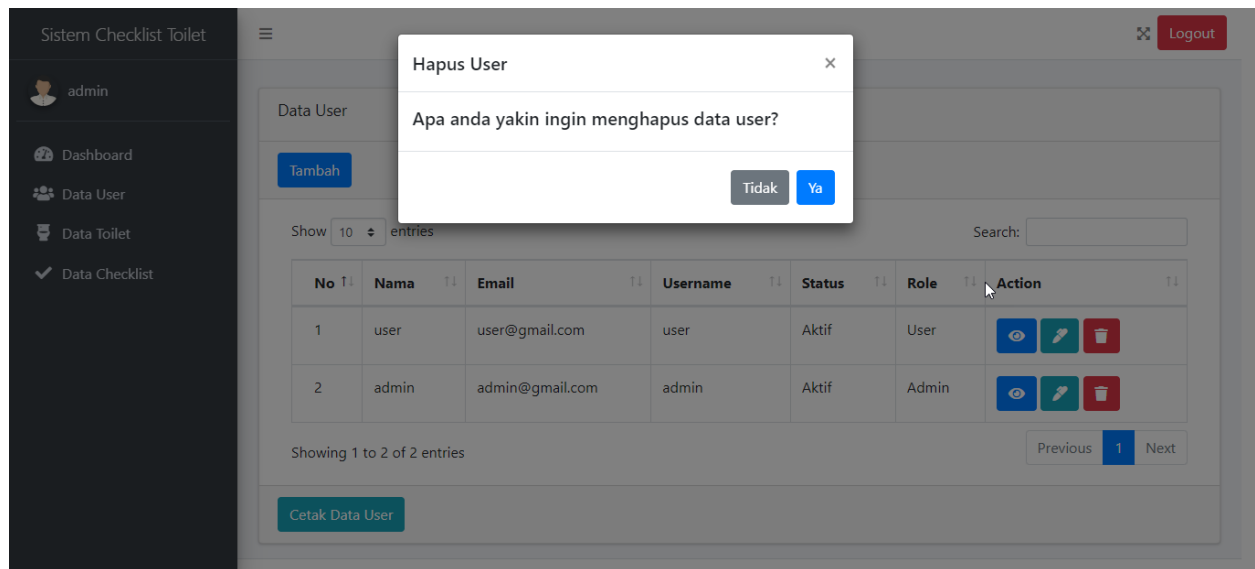 Sistem Checklist Toilet
Logout
admin
Dashboard
Data User
Data Toilet
Data Checklist
Hapus User ×
Apa anda yakin ingin menghapus data user?
Tidak Ya
Data User
Tambah
Show 10 entries Search:
No Nama Email Username Status Role Action
1 user user@gmail.com user Aktif User
2 admin admin@gmail.com admin Aktif Admin
Showing 1 to 2 of 2 entries Previous 1 Next
Cetak Data User